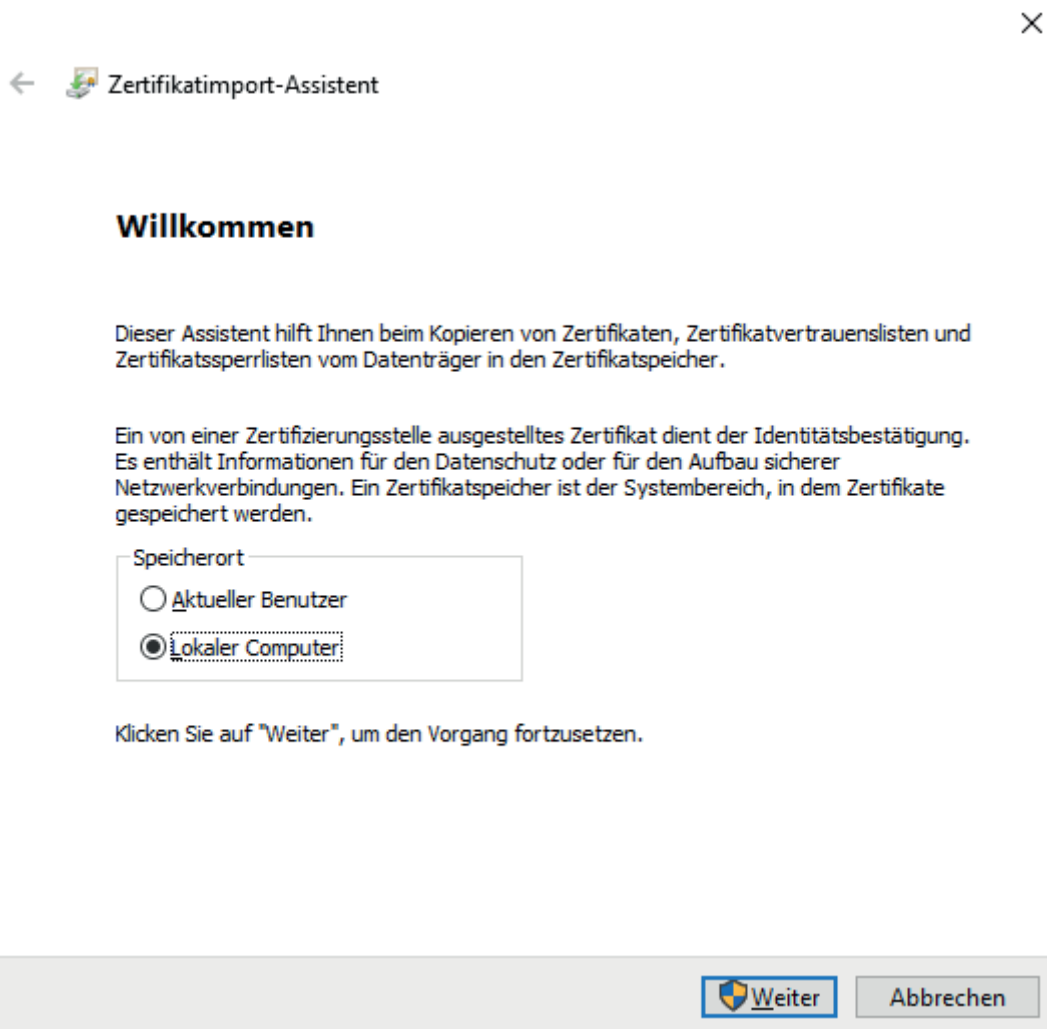 Zertifikatimport-Assistent
Willkommen
Dieser Assistent hilft Ihnen beim Kopieren von Zertifikaten, Zertifikatvertrauenslisten und
Zertifikatssperrlisten vom Datenträger in den Zertifikatspeicher.
Ein von einer Zertifizierungsstelle ausgestelltes Zertifikat dient der Identitätsbestätigung.
Es enthält Informationen für den Datenschutz oder für den Aufbau sicherer
Netzwerkverbindungen. Ein Zertifikatspeicher ist der Systembereich, in dem Zertifikate
gespeichert werden.
Speicherort
Aktueller Benutzer
Lokaler Computer
Klicken Sie auf "Weiter", um den Vorgang fortzusetzen.
Weiter Abbrechen